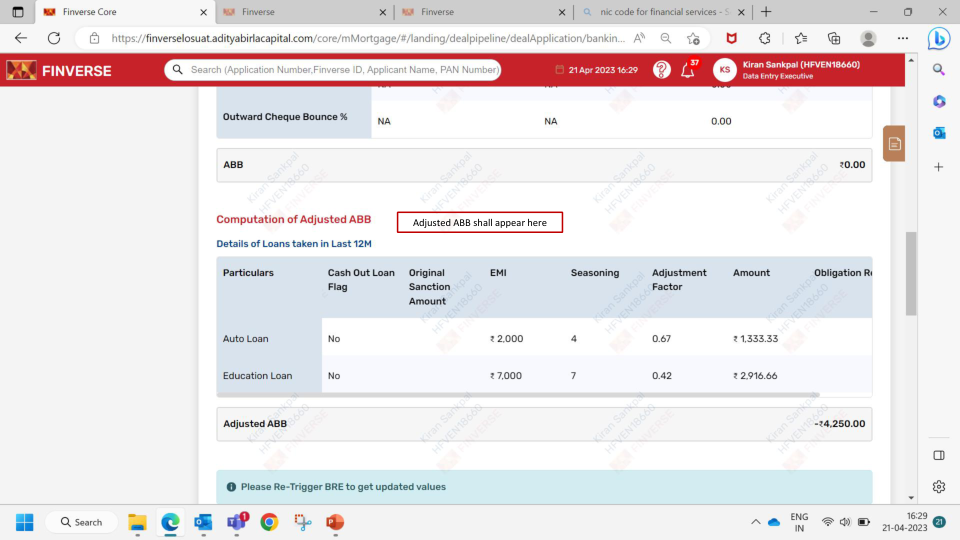 Finverse Core
Finverse
Finverse
nic code for financial services - S
https://finverselosuat.adityabirlacapital.com/core/mMortgage/#/landing/dealpipeline/dealApplication/bankin...
FINVERSE
Search (Application Number,Finverse ID, Applicant Name, PAN Number)
21 Apr 2023 16:29
37
KS
Kiran Sankpal (HFVEN18660)
Data Entry Executive
Outward Cheque Bounce % NA NA 0.00
ABB ₹0.00
Computation of Adjusted ABB
Adjusted ABB shall appear here
Details of Loans taken in Last 12M
Particulars Cash Out Loan Flag Original Sanction Amount EMI Seasoning Adjustment Factor Amount Obligation Re
Auto Loan No ₹ 2,000 4 0.67 ₹ 1,333.33
Education Loan No ₹ 7,000 7 0.42 ₹ 2,916.66
Adjusted ABB -₹4,250.00
Please Re-Trigger BRE to get updated values
Kiran Sankpal
HFVEN18660
FINVERSE
Search
1
ENG
IN
16:29
21-04-2023
21